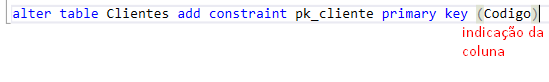 alter table Clientes add constraint pk_cliente primary key (Codigo)
indicação da
coluna